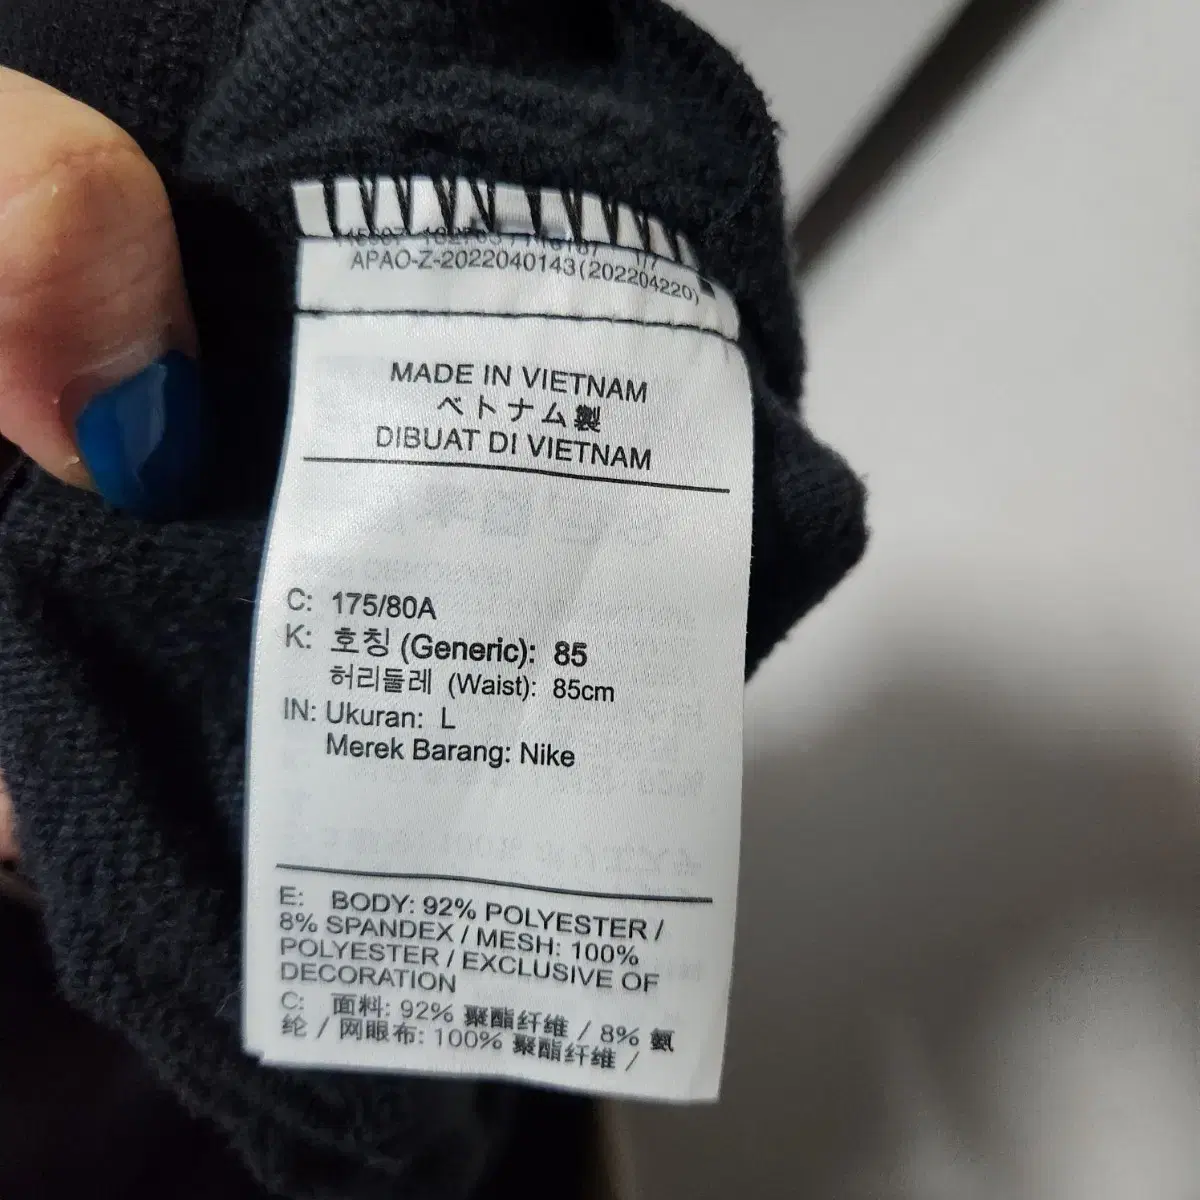 APAO-Z-2022040143(202204220)
MADE IN VIETNAM
ベトナム製
DIBUAT DI VIETNAM
C: 175/80A
K: 호칭 (Generic): 85
허리둘레 (Waist): 85cm
IN: Ukuran: L
Merek Barang: Nike
E: BODY: 92% POLYESTER /
8% SPANDEX / MESH: 100%
POLYESTER / EXCLUSIVE OF
DECORATION
C: 面料: 92% 聚酯纤维 / 8% 氨
纶 / 网眼布: 100% 聚酯纤维 /